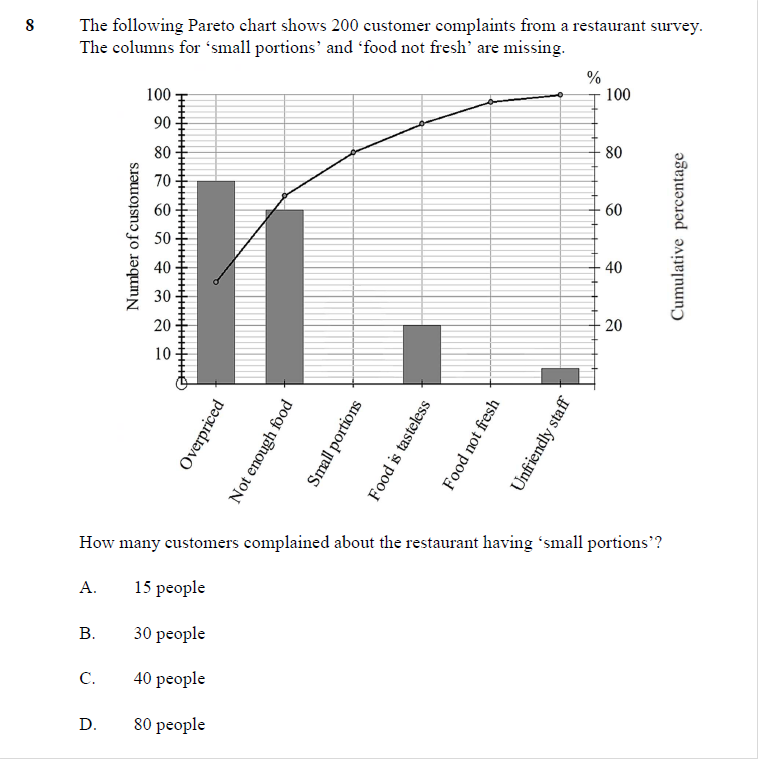 8 The following Pareto chart shows 200 customer complaints from a restaurant survey.
The columns for ‘small portions’ and ‘food not fresh’ are missing.
%
100
90
80
70
60
50
40
30
20
10
Number of customers
100
80
60
40
20
Cumulative percentage
Overpriced
Not enough food
Small portions
Food is tasteless
Food not fresh
Unfriendly staff
How many customers complained about the restaurant having ‘small portions’?
A. 15 people
B. 30 people
C. 40 people
D. 80 people